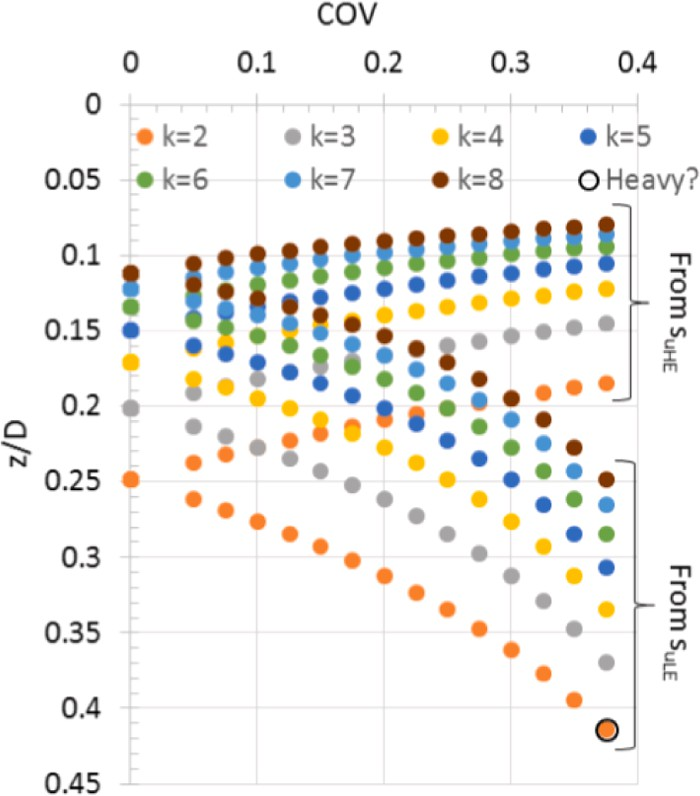 COV
0 0.1 0.2 0.3 0.4
0
k=2 k=3 k=4 k=5
0.05
k=6 k=7 k=8 Heavy?
0.1
0.15
0.2
0.25
0.3
0.35
0.4
0.45
z/D
From suHE
From suLE